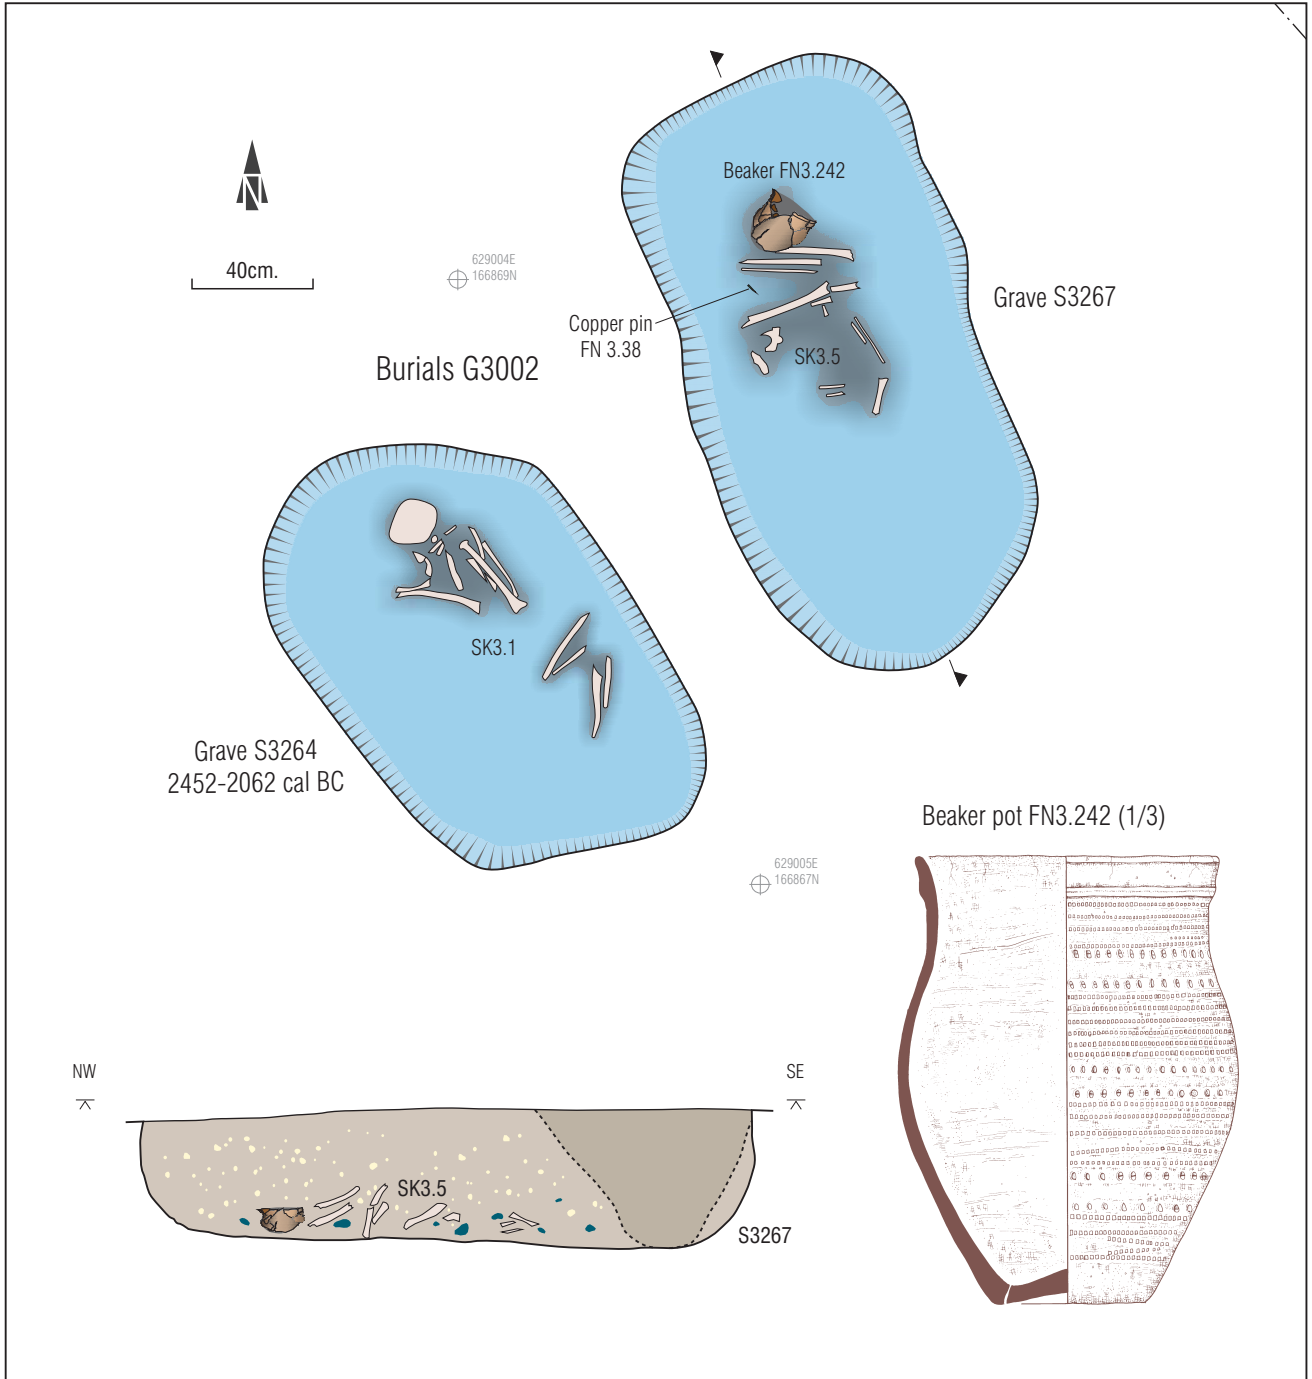 Beaker FN3.242
N
40cm.
629004E
166869N
Grave S3267
Copper pin
FN 3.38
SK3.5
Burials G3002
SK3.1
Grave S3264
2452-2062 cal BC
Beaker pot FN3.242 (1/3)
629005E
166867N
NW
SE
SK3.5
S3267